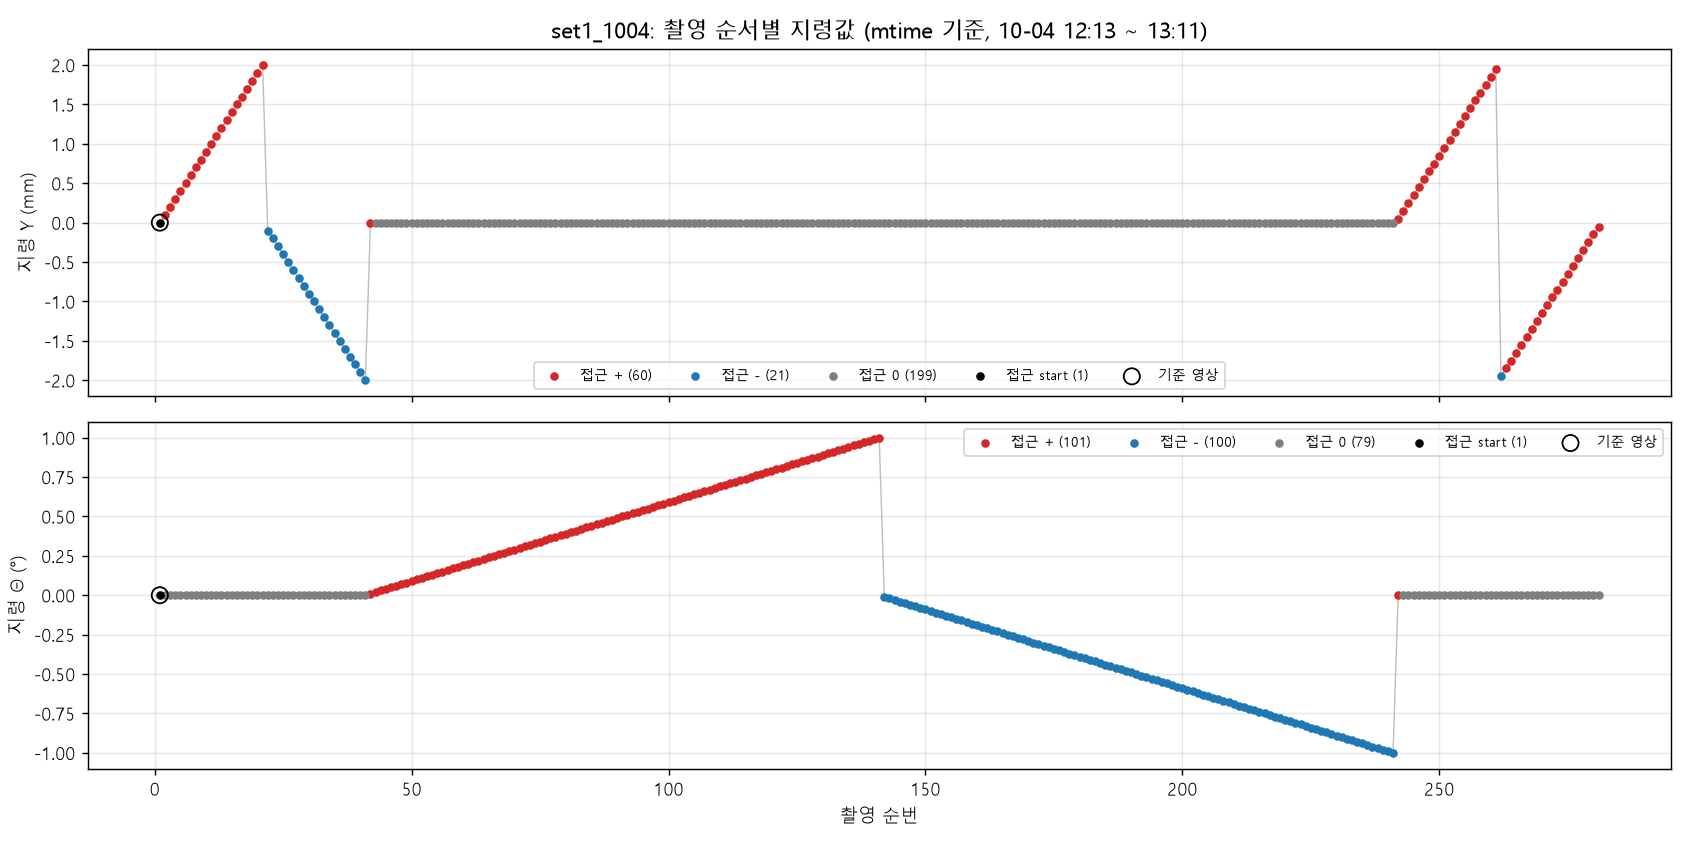 set1_1004: 촬영 순서별 지령값 (mtime 기준, 10-04 12:13 ~ 13:11)
지령 Y (mm)
2.0
1.5
1.0
0.5
0.0
-0.5
-1.0
-1.5
-2.0
접근 + (60) 접근 - (21) 접근 0 (199) 접근 start (1) 기준 영상
지령 Θ (°)
1.00
0.75
0.50
0.25
0.00
-0.25
-0.50
-0.75
-1.00
접근 + (101) 접근 - (100) 접근 0 (79) 접근 start (1) 기준 영상
0 50 100 150 200 250
촬영 순번